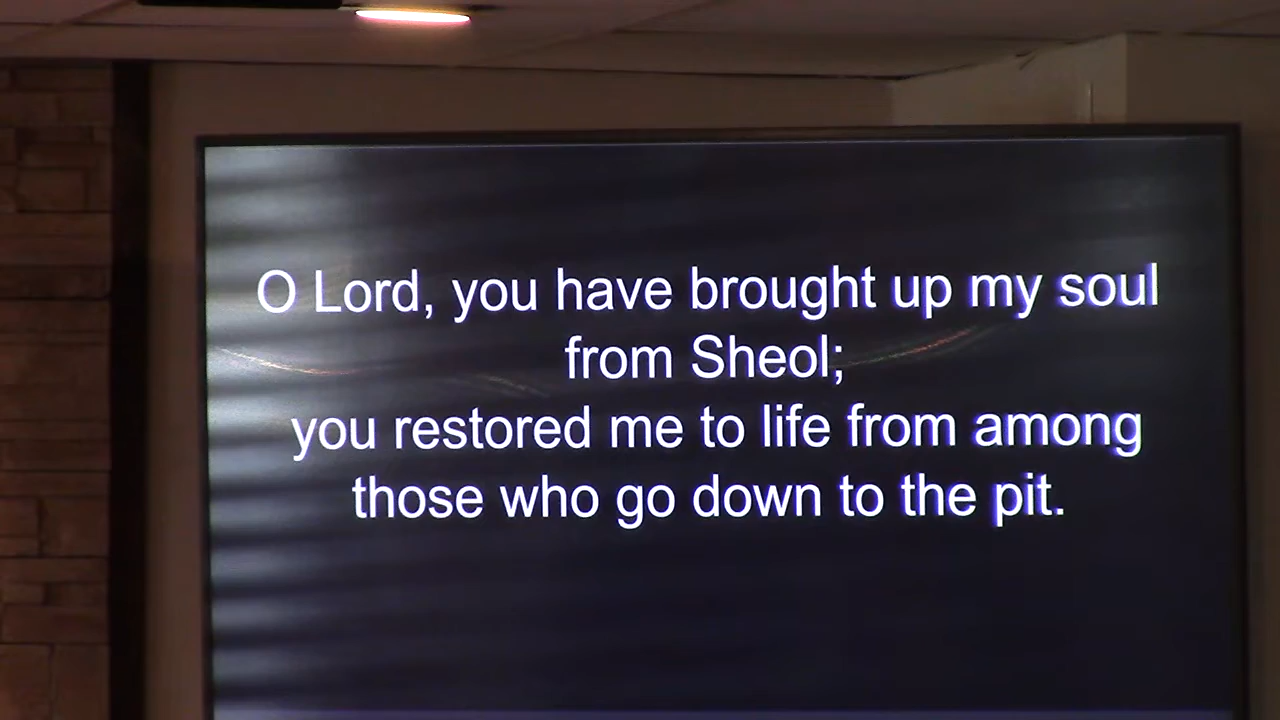 O Lord, you have brought up my soul
from Sheol;
you restored me to life from among
those who go down to the pit.